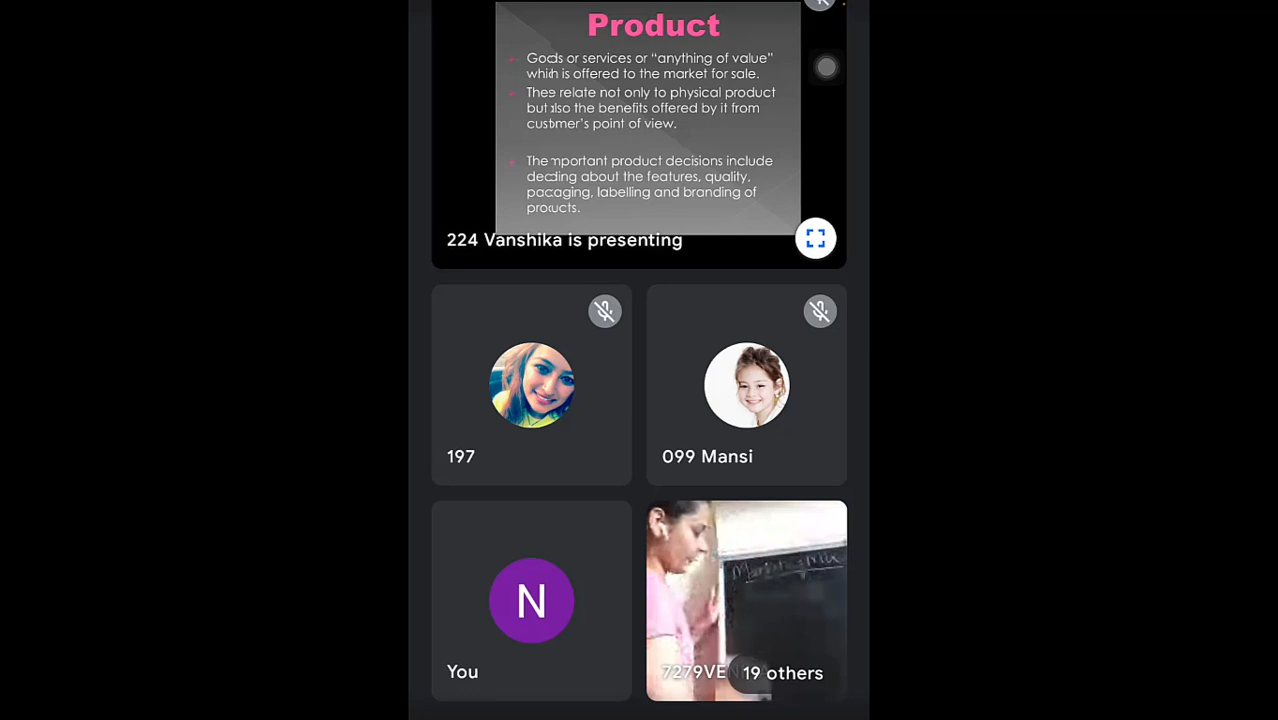 Product
Goods or services or “anything of value”
which is offered to the market for sale.
These relate not only to physical product
but also the benefits offered by it from
customer's point of view.
The important product decisions include
deciding about the features, quality,
packaging, labelling and branding of
products.
224 Vanshika is presenting
197
099 Mansi
N
You
7279VEN
19 others